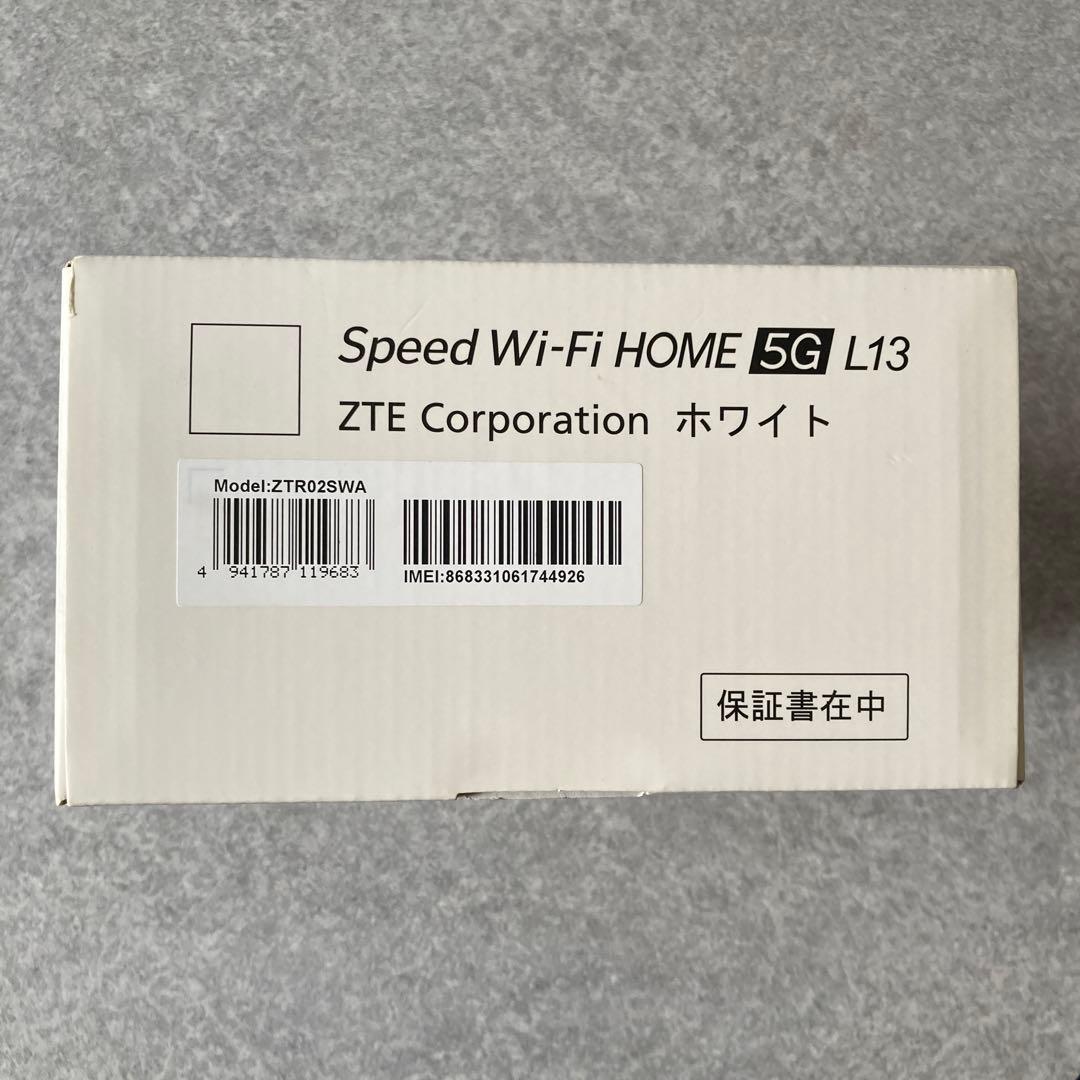 Speed Wi-Fi HOME 5G L13
ZTE Corporation ホワイト
Model:ZTR02SWA
4 941787 119683
IMEI:868331061744926
保証書在中